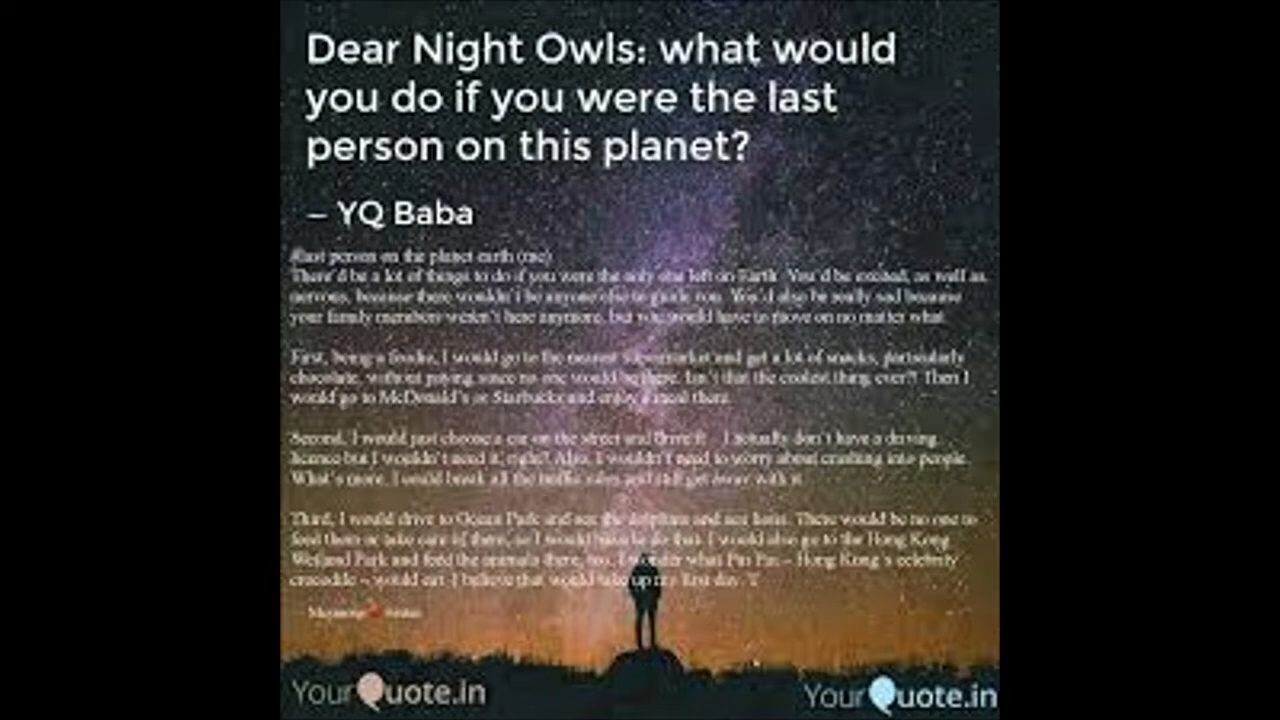 Dear Night Owls: what would
you do if you were the last
person on this planet?
– YQ Baba
#last person on the planet earth (me)
There'd be a lot of things to do if you were the only one left on Earth. You'd be excited, as well as
nervous, because there wouldn't be anyone else to guide you. You'd also be really sad because
your family members weren't here anymore, but you would have to move on no matter what.
First, being a foodie, I would go to the nearest supermarket and get a lot of snacks, particularly
chocolate, without paying since no one would be there. Isn't that the coolest thing ever?! Then I
would go to McDonald's or Starbucks and enjoy a meal there.
Second, I would just choose a car on the street and drive it I actually don't have a driving
licence but I wouldn't need it, right? Also, I wouldn't need to worry about crashing into people.
What's more, I could break all the traffic rules and still get away with it.
Third, I would drive to Ocean Park and see the dolphins and sea lions. There would be no one to
feed them or take care of them, so I would have to do that. I would also go to the Hong Kong
Wetland Park and feed the animals there, too. I wonder what Pui Pui – Hong Kong's celebrity
crocodile – would eat. I believe that would take up my first day.
YourQuote.in
YourQuote.in